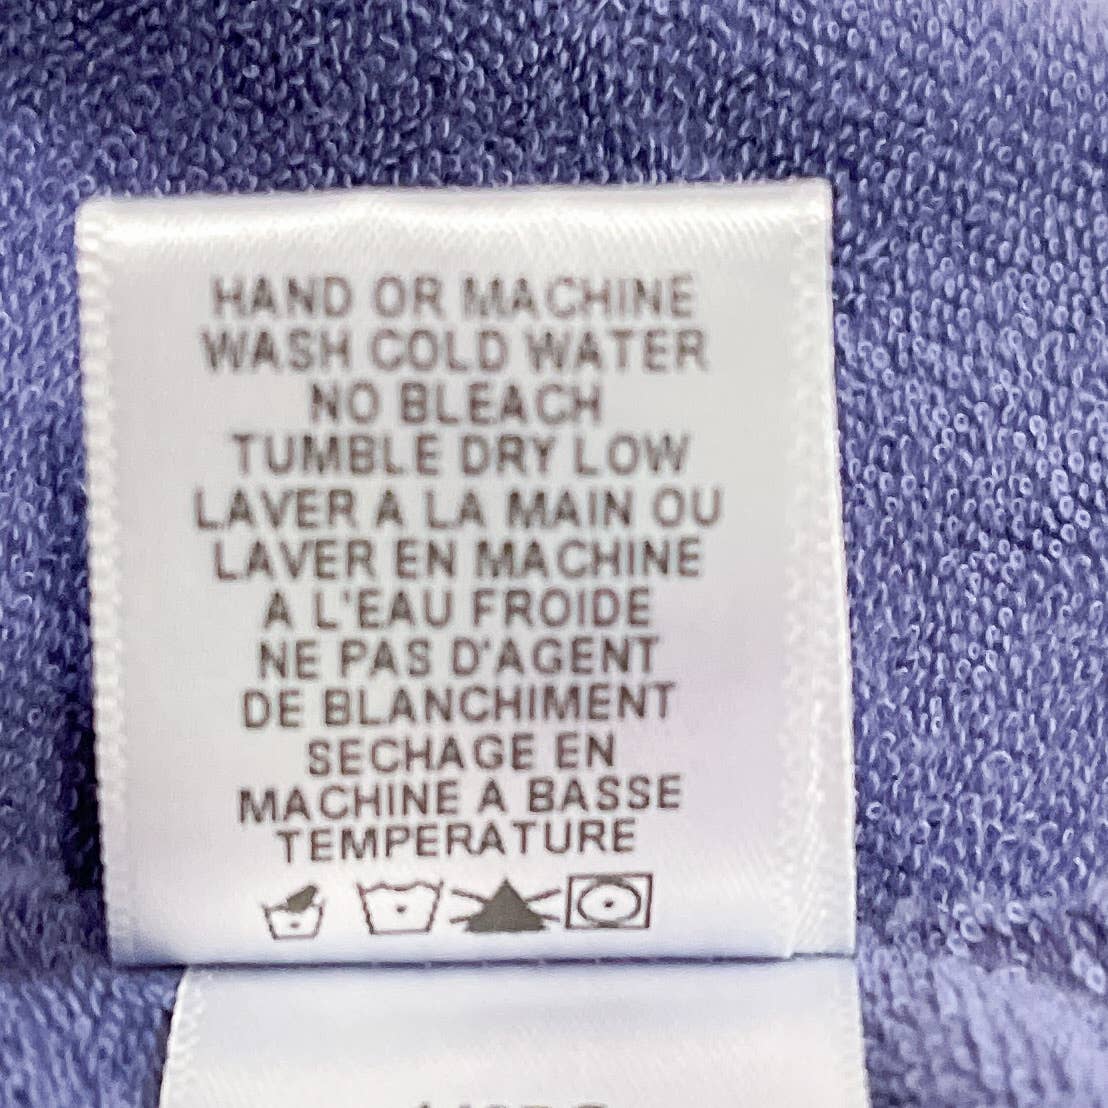 HAND OR MACHINE
WASH COLD WATER
NO BLEACH
TUMBLE DRY LOW
LAVER A LA MAIN OU
LAVER EN MACHINE
A L'EAU FROIDE
NE PAS D'AGENT
DE BLANCHIMENT
SECHAGE EN
MACHINE A BASSE
TEMPERATURE